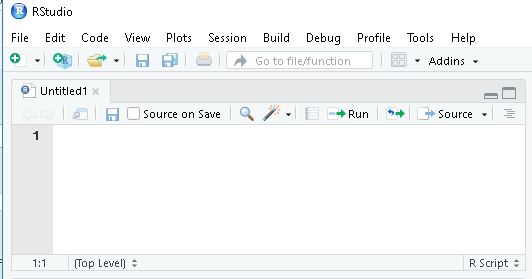 RStudio
File Edit Code View Plots Session Build Debug Profile Tools Help
Go to file/function Addins
Untitled1
Source on Save Run Source
1
1:1 (Top Level) R Script